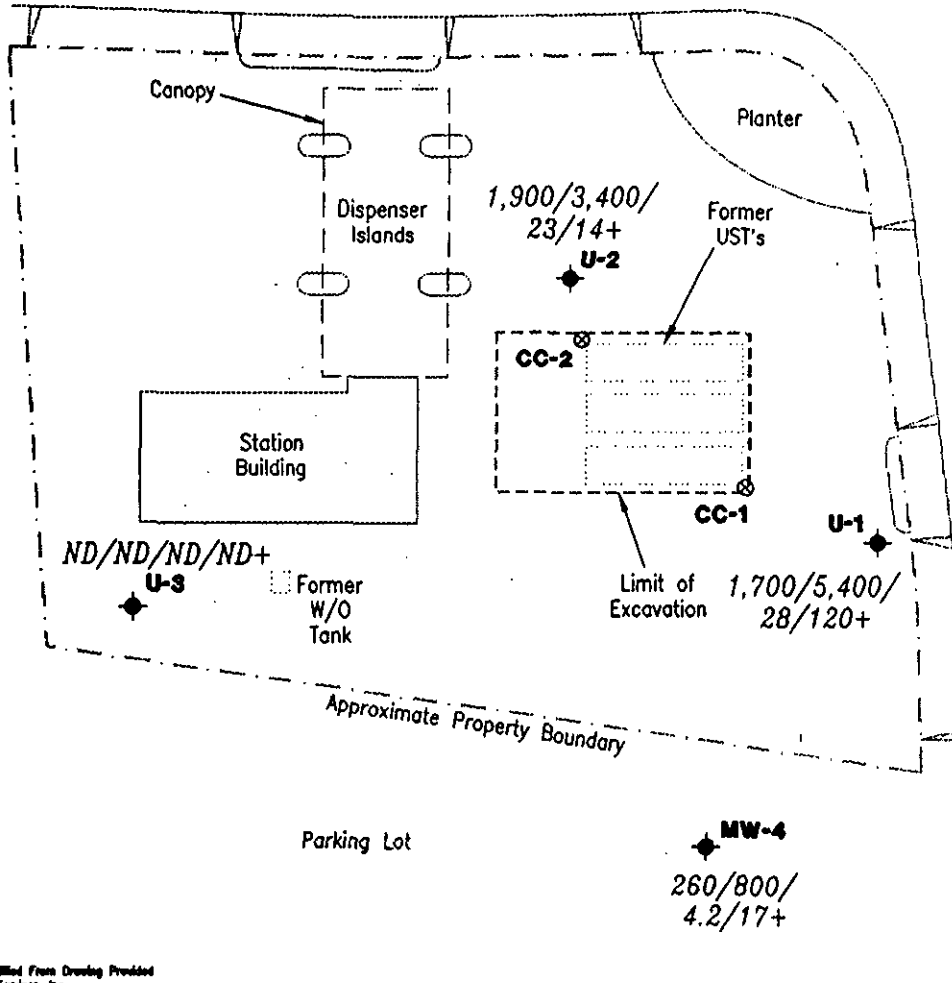 Canopy
Planter
1,900/3,400/
23/14+
U-2
Dispenser
Islands
Former
UST's
CC-2
Station
Building
CC-1
U-1
1,700/5,400/
28/120+
ND/ND/ND/ND+
U-3
Former
W/O
Tank
Limit of
Excavation
Approximate Property Boundary
Parking Lot
MW-4
260/800/
4.2/17+
From Drawing Provided